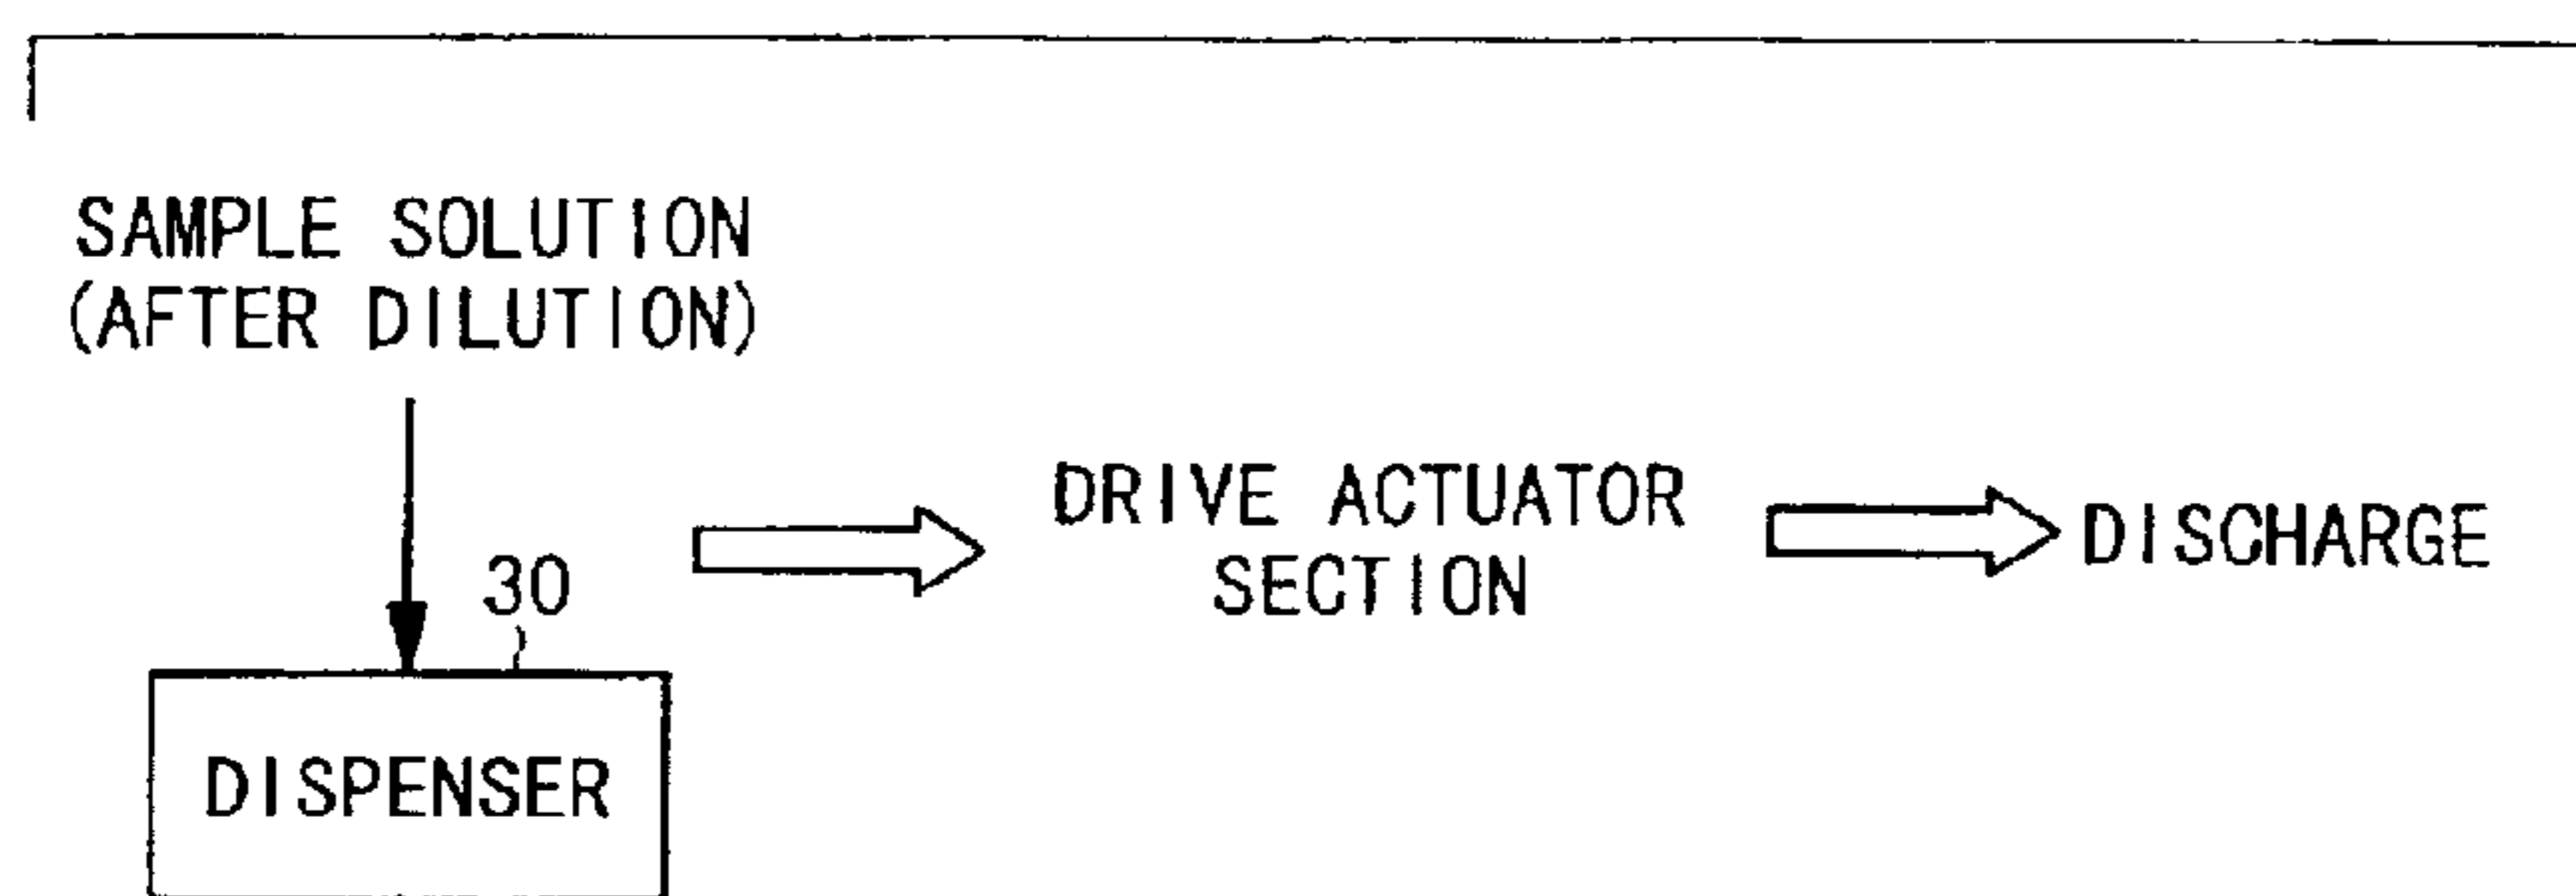 SAMPLE SOLUTION
(AFTER DILUTION)
30
DRIVE ACTUATOR
SECTION
DISCHARGE
DISPENSER